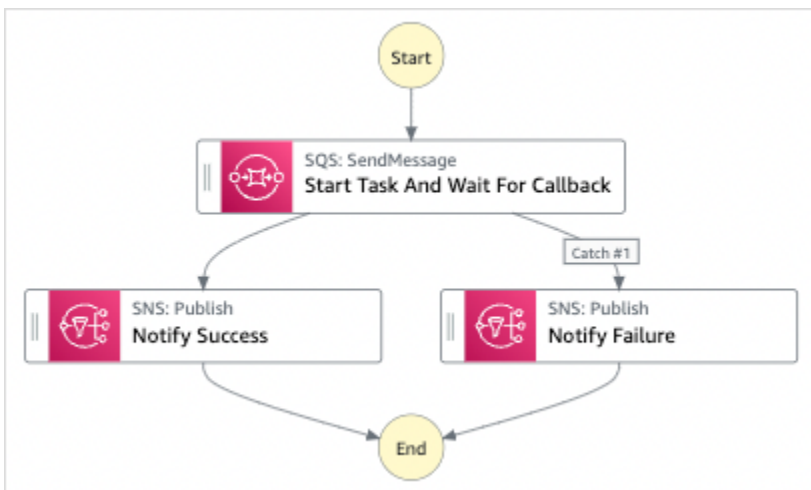 Start
SQS: SendMessage
Start Task And Wait For Callback
Catch #1
SNS: Publish
Notify Success
SNS: Publish
Notify Failure
End